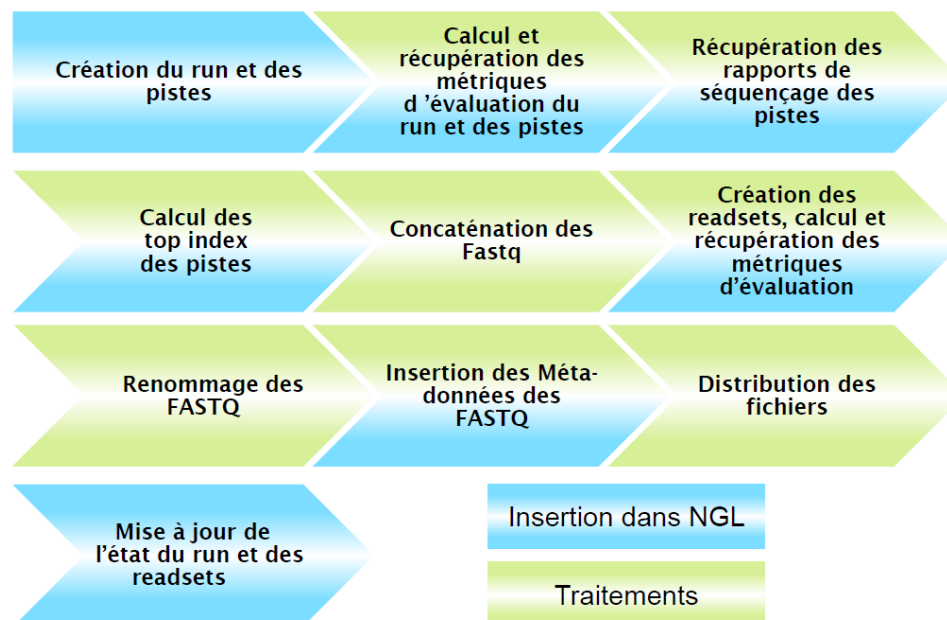 Création du run et des
pistes
Calcul et
récupération des
métriques
d ’évaluation du
run et des pistes
Récupération des
rapports de
séquençage des
pistes
Calcul des
top index
des pistes
Concaténation des
Fastq
Création des
readsets, calcul et
récupération des
métriques
d’évaluation
Renommage des
FASTQ
Insertion des Méta-
données des
FASTQ
Distribution des
fichiers
Mise à jour de
l’état du run et des
readsets
Insertion dans NGL
Traitements